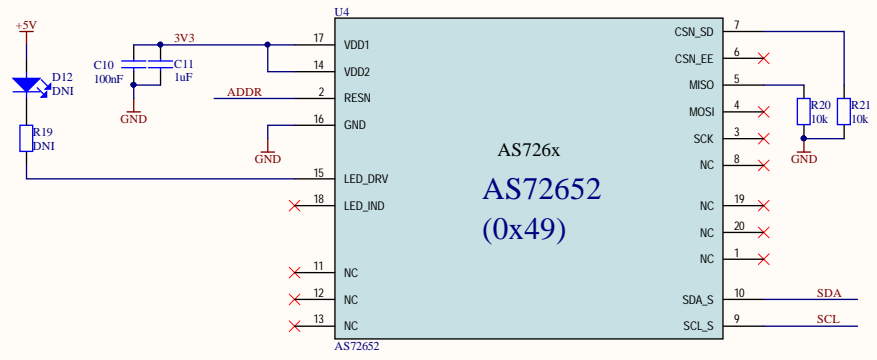 U4
+5V
3V3
C10
100nF
C11
1uF
GND
D12
DNI
R19
DNI
ADDR
GND
17
14
2
16
15
18
11
12
13
VDD1
VDD2
RESN
GND
LED_DRV
LED_IND
NC
NC
NC
AS726x
AS72652
(0x49)
CSN_SD
CSN_EE
MISO
MOSI
SCK
NC
NC
NC
NC
SDA_S
SCL_S
7
6
5
4
3
8
19
20
1
10
9
R20
10k
R21
10k
GND
SDA
SCL
AS72652